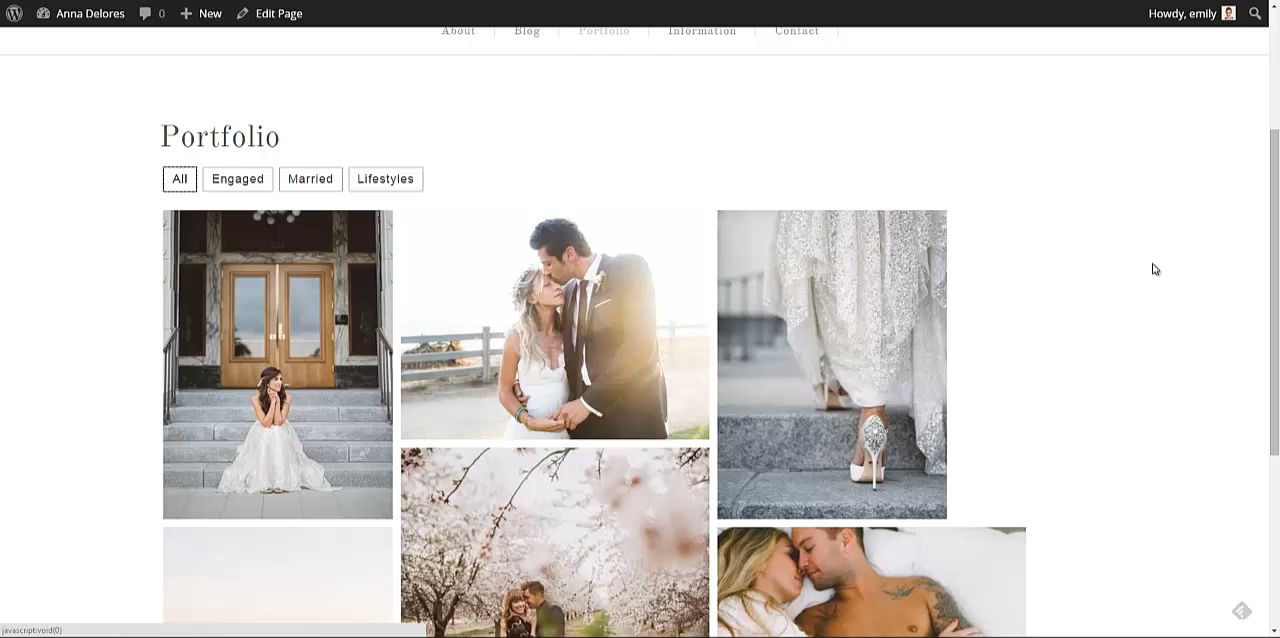 Anna Delores 0 New Edit Page Howdy, emily
About Blog Portfolio Information Contact
Portfolio
All Engaged Married Lifestyles
javascript:void(0)